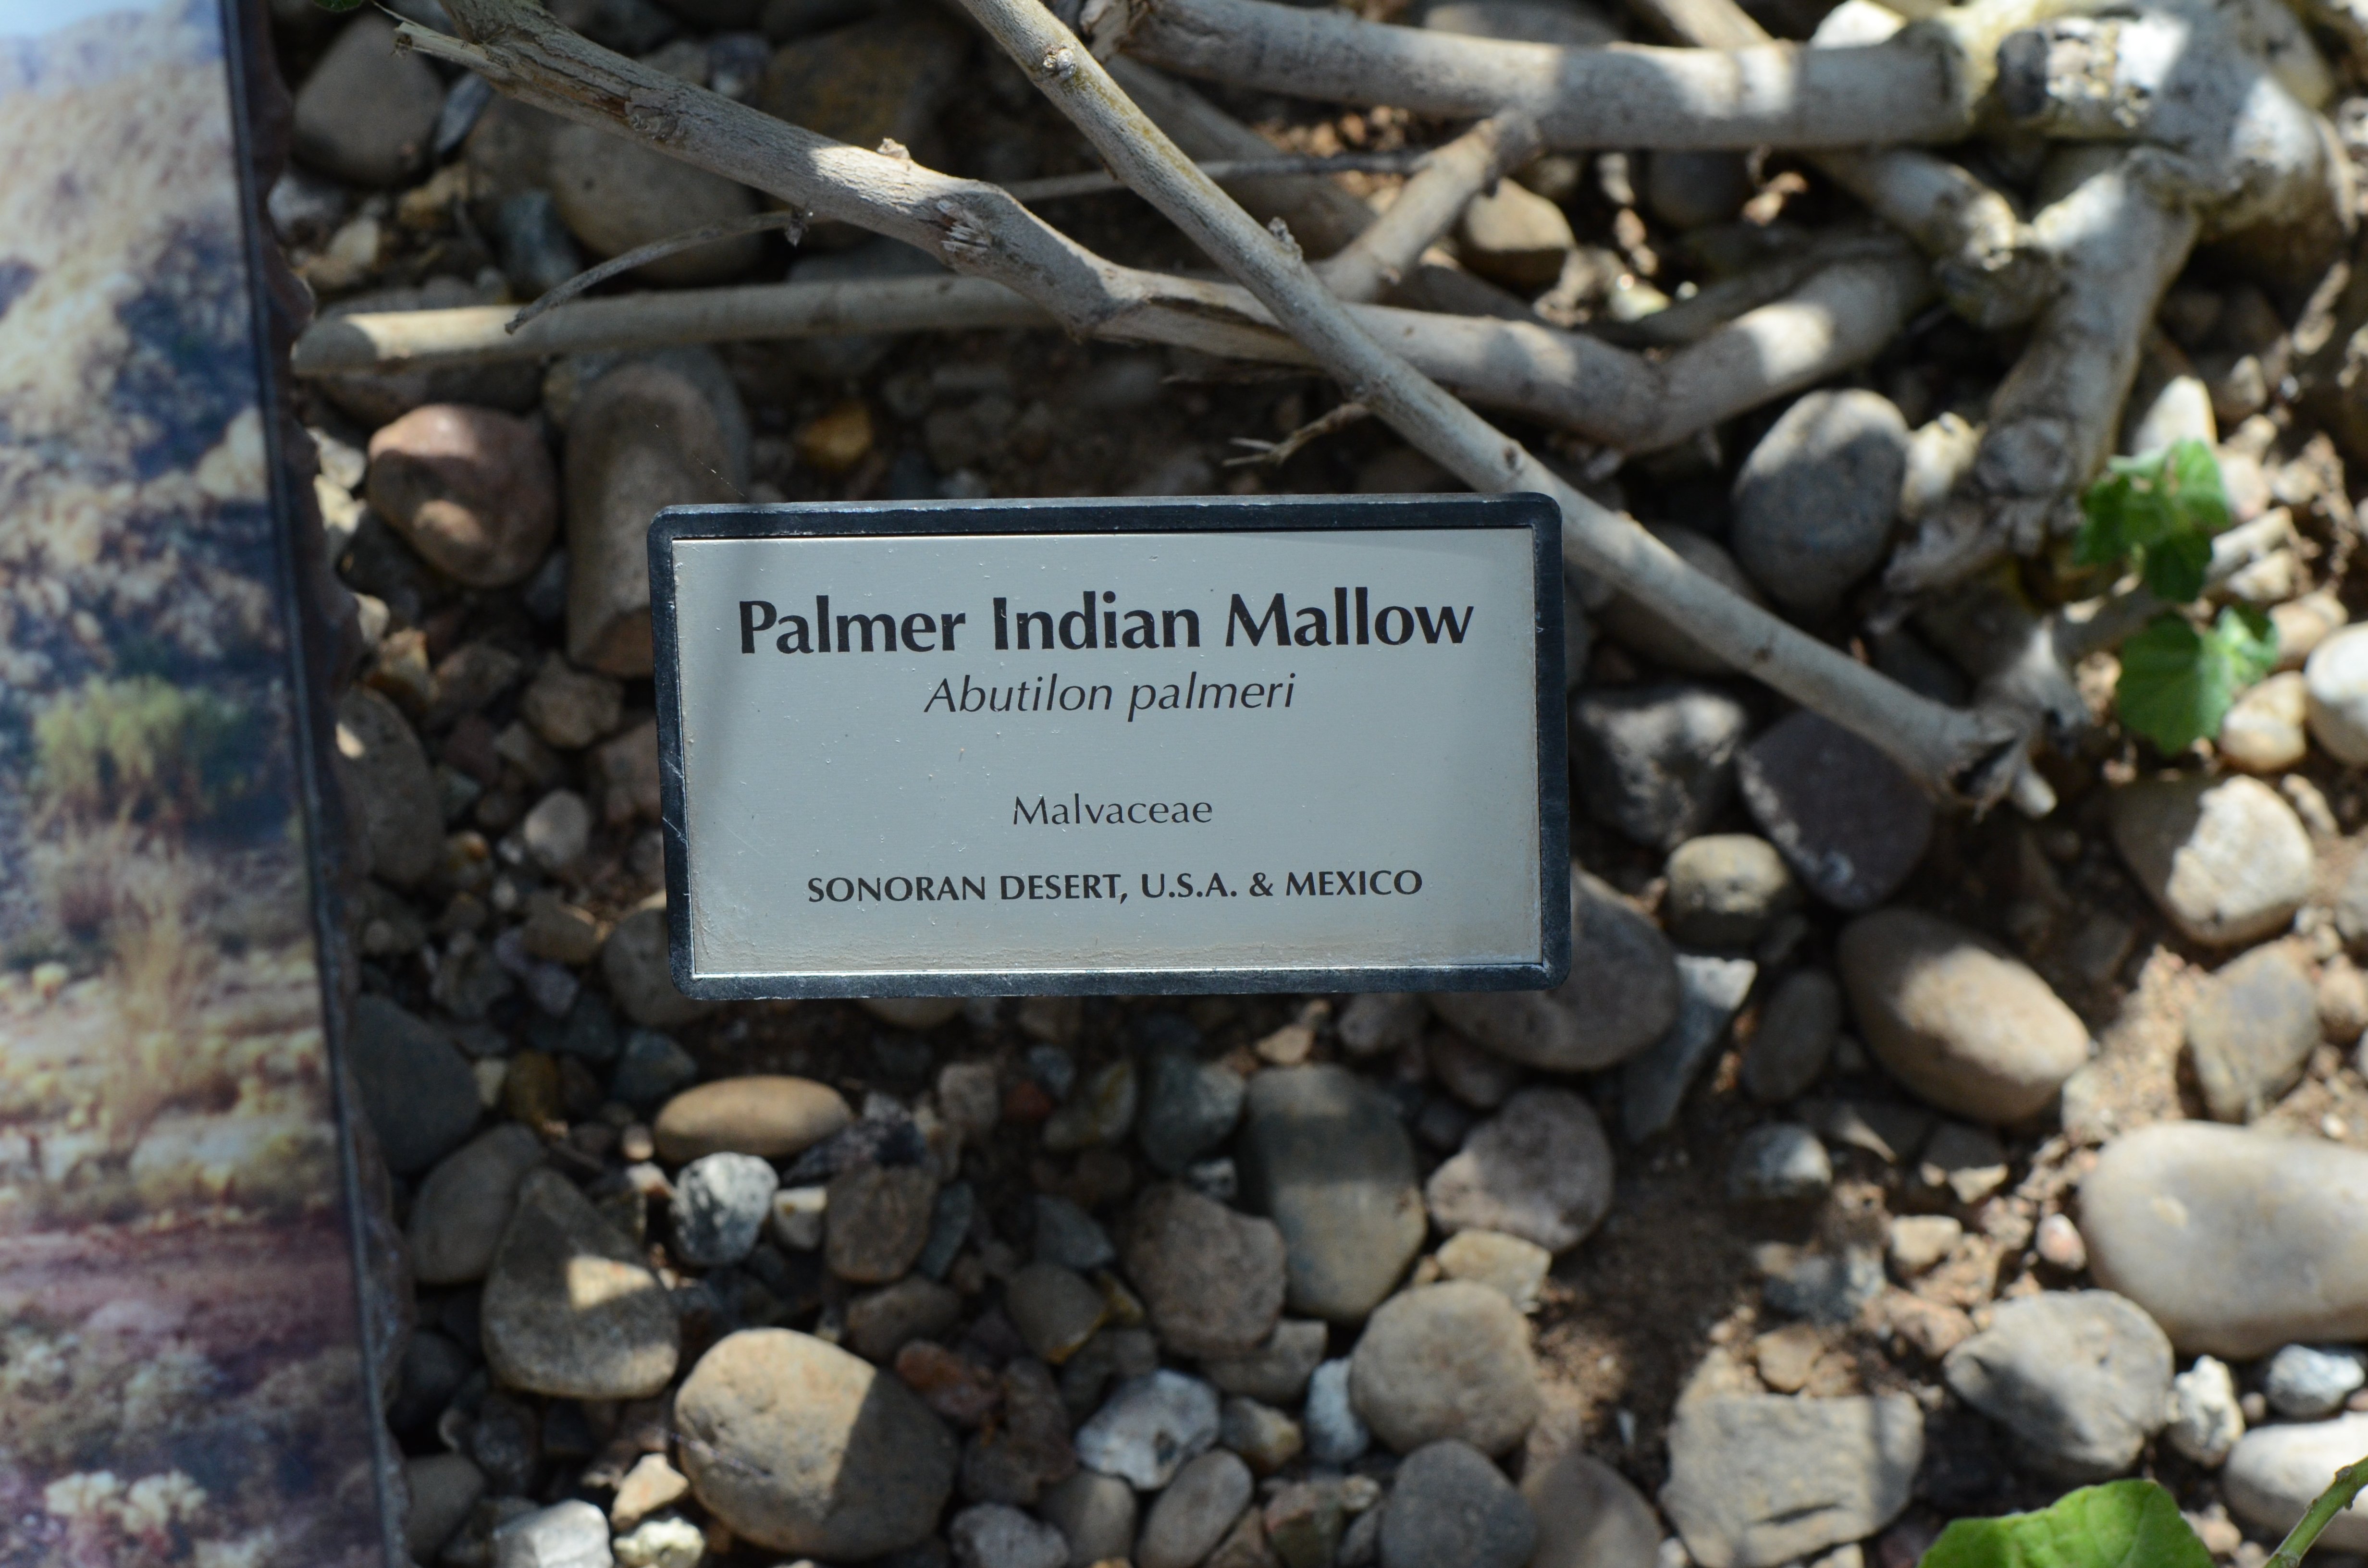 Palmer Indian Mallow
Abutilon palmeri
Malvaceae
SONORAN DESERT, U.S.A. & MEXICO